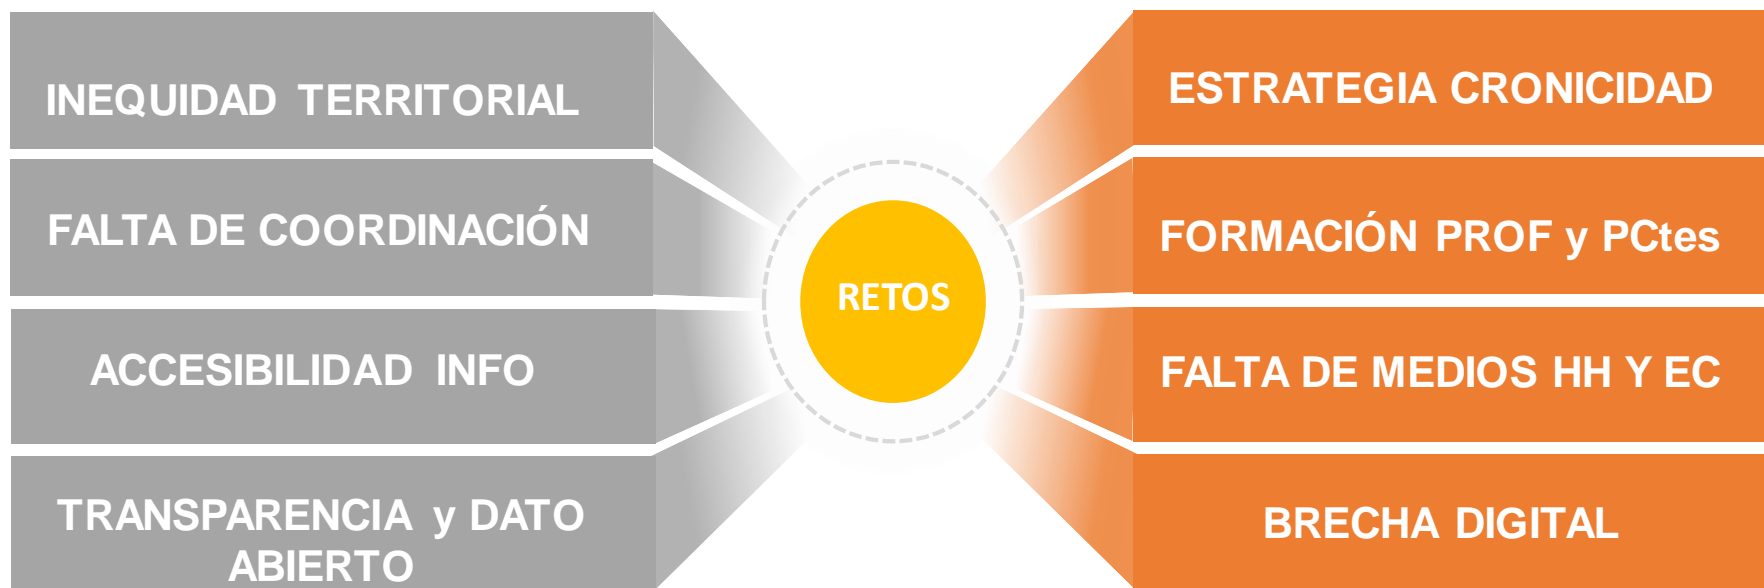 INEQUIDAD TERRITORIAL
FALTA DE COORDINACIÓN
ACCESIBILIDAD INFO
TRANSPARENCIA y DATO
ABIERTO
RETOS
ESTRATEGIA CRONICIDAD
FORMACIÓN PROF y PCtes
FALTA DE MEDIOS HH Y EC
BRECHA DIGITAL